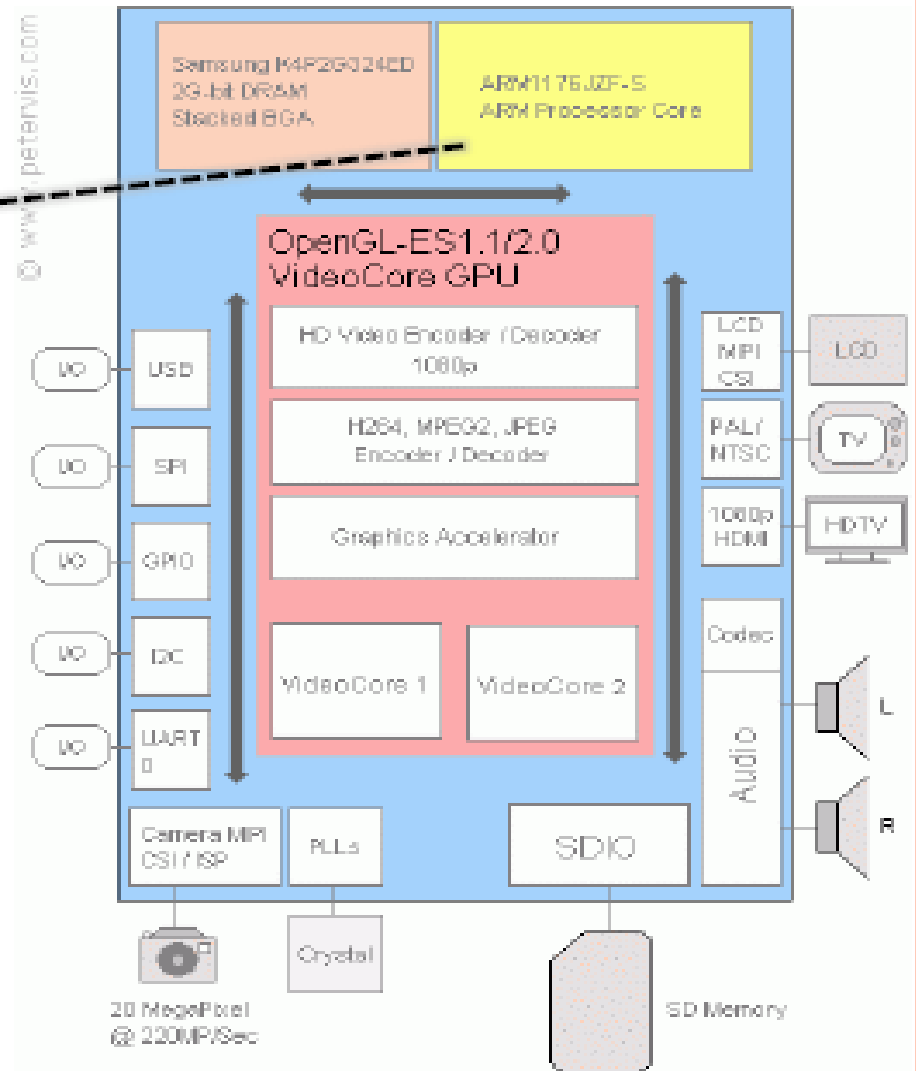 © www.petervis.com
Samsung K4P2G324ED
2G-bit DRAM
Stacked BGA
ARM1176JZF-S
ARM Processor Core
OpenGL-ES1.1/2.0
VideoCore GPU
HD Video Encoder / Decoder
1080p
H264, MPEG2, JPEG
Encoder / Decoder
Graphics Accelerator
VideoCore 1
VideoCore 2
I/O
USB
I/O
SPI
I/O
GPIO
I/O
I2C
I/O
UART
0
LCD
MPI
CSI
LCD
PAL/
NTSC
TV
1080p
HDMI
HDTV
Codec
Audio
L
R
Camera MPI
CSI / ISP
PLLs
SDIO
Crystal
20 MegaPixel
@ 220MP/Sec
SD Memory